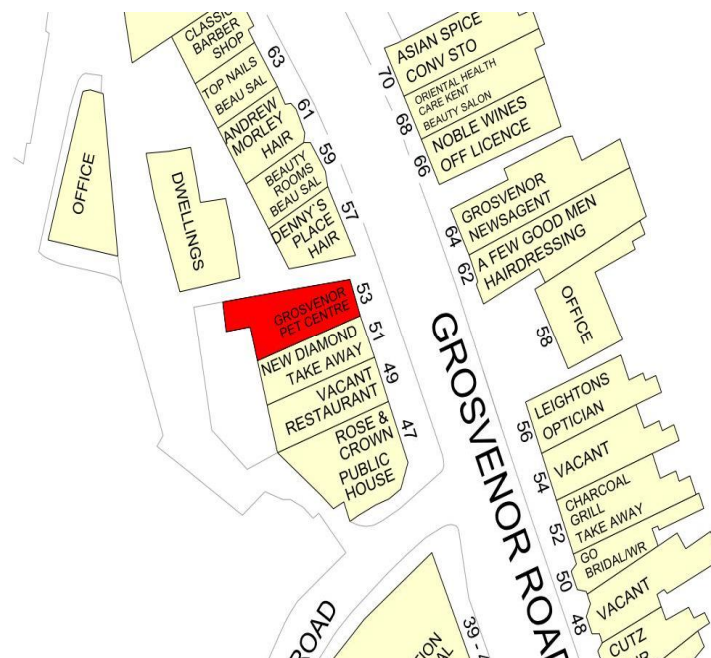 CLASSIC
BARBER
SHOP
63
TOP NAILS
BEAU SAL
61
ANDREW
MORLEY
HAIR
59
BEAUTY
ROOMS
BEAU SAL
57
DENNY'S
PLACE
HAIR
OFFICE
DWELLINGS
53
GROSVENOR
PET CENTRE
51
NEW DIAMOND
TAKE AWAY
49
VACANT
RESTAURANT
47
ROSE &
CROWN
PUBLIC
HOUSE
GROSVENOR ROAD
ASIAN SPICE
CONV STO
70
ORIENTAL HEALTH
CARE KENT
BEAUTY SALON
68
NOBLE WINES
OFF LICENCE
66
GROSVENOR
NEWSAGENT
64
A FEW GOOD MEN
HAIRDRESSING
62
OFFICE
58
LEIGHTONS
OPTICIAN
56
VACANT
54
CHARCOAL
GRILL
TAKE AWAY
52
GO
BRIDAL/WR
50
VACANT
48
CUTZ
ROAD
39 -